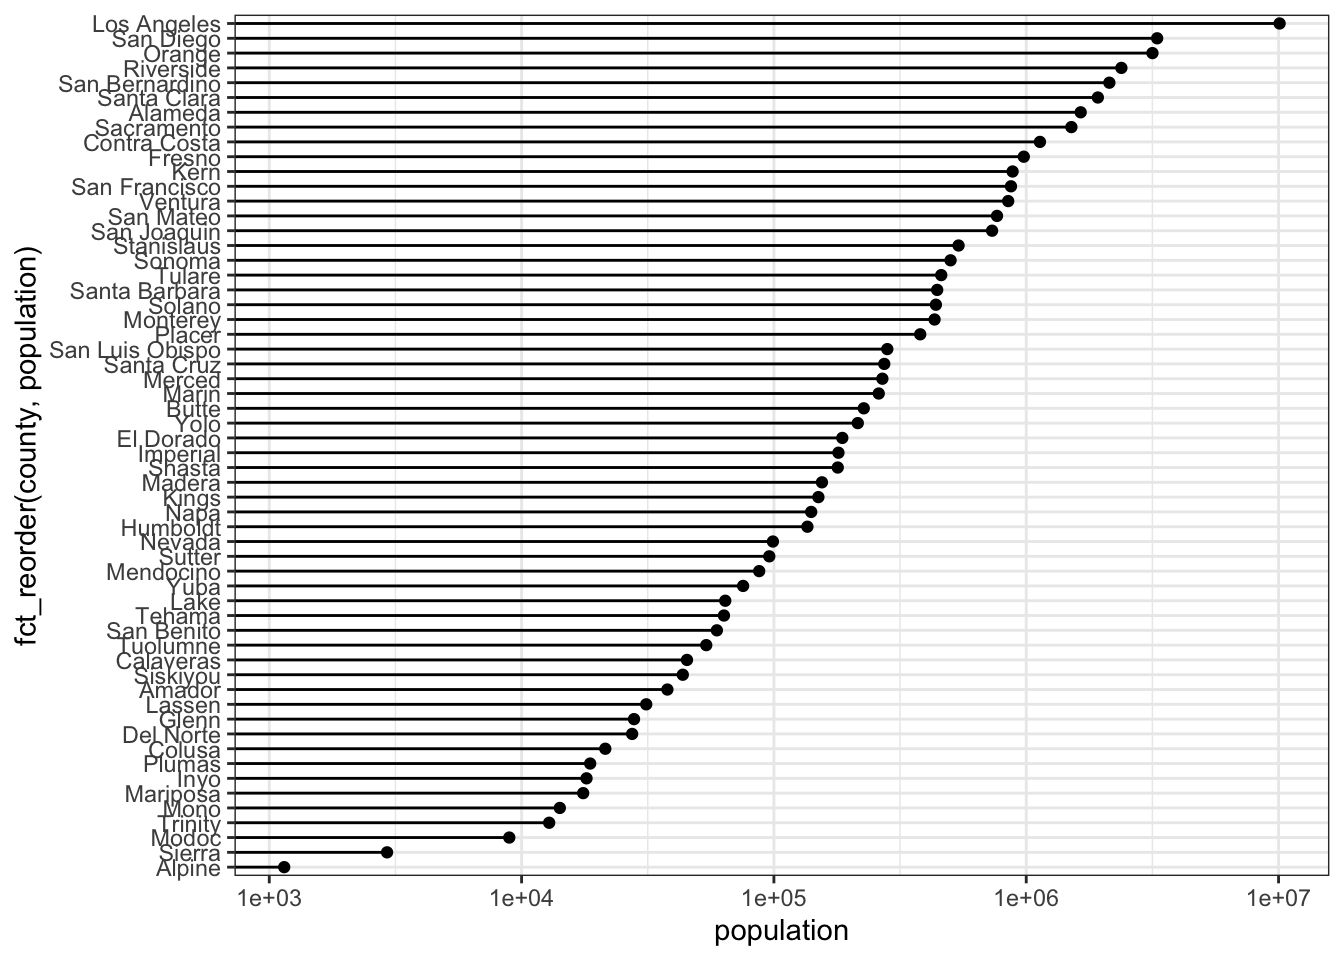 Los Angeles
San Diego
Orange
Riverside
San Bernardino
Santa Clara
Alameda
Sacramento
Contra Costa
Fresno
Kern
San Francisco
Ventura
San Mateo
San Joaquin
Stanislaus
Sonoma
Tulare
Santa Barbara
Solano
Monterey
Placer
San Luis Obispo
Santa Cruz
Merced
Marin
Butte
Yolo
El Dorado
Imperial
Shasta
Madera
Kings
Napa
Humboldt
Nevada
Sutter
Mendocino
Yuba
Lake
Tehama
San Benito
Tuolumne
Calaveras
Siskiyou
Amador
Lassen
Glenn
Del Norte
Colusa
Plumas
Inyo
Mariposa
Mono
Trinity
Modoc
Sierra
Alpine
fct_reorder(county, population)
1e+03 1e+04 1e+05 1e+06 1e+07
population